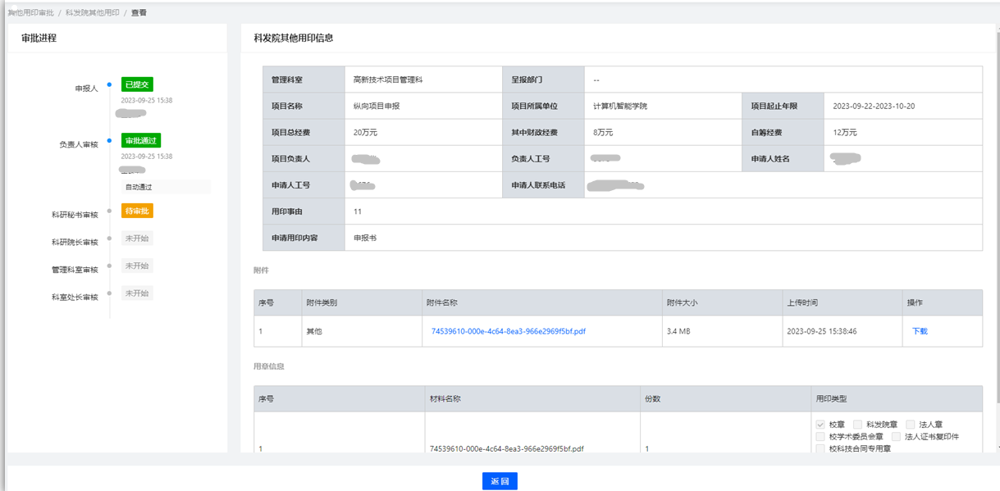 其他用印审批 / 科发院其他用印 / 查看
审批进程
申报人
已提交
2023-09-25 15:38
负责人审核
审批通过
2023-09-25 15:38
自动通过
科研秘书审核
待审批
科研院长审核
未开始
管理科室审核
未开始
科室处长审核
未开始
科发院其他用印信息
管理科室 高新技术项目管理科 呈报部门 --
项目名称 纵向项目申报 项目所属单位 计算机智能学院 项目起止年限 2023-09-22-2023-10-20
项目总经费 20万元 其中财政经费 8万元 自筹经费 12万元
项目负责人 负责人工号 申请人姓名
申请人工号 申请人联系电话
用印事由 11
申请用印内容 申报书
附件
序号 附件类别 附件名称 附件大小 上传时间 操作
1 其他 74539610-000e-4c64-8ea3-966e2969f5bf.pdf 3.4 MB 2023-09-25 15:38:46 下载
用章信息
序号 材料名称 份数 用印类型
校章 科发院章 法人章
校学术委员会章 法人证书复印件
1 74539610-000e-4c64-8ea3-966e2969f5bf.pdf 1 校科技合同专用章
返回